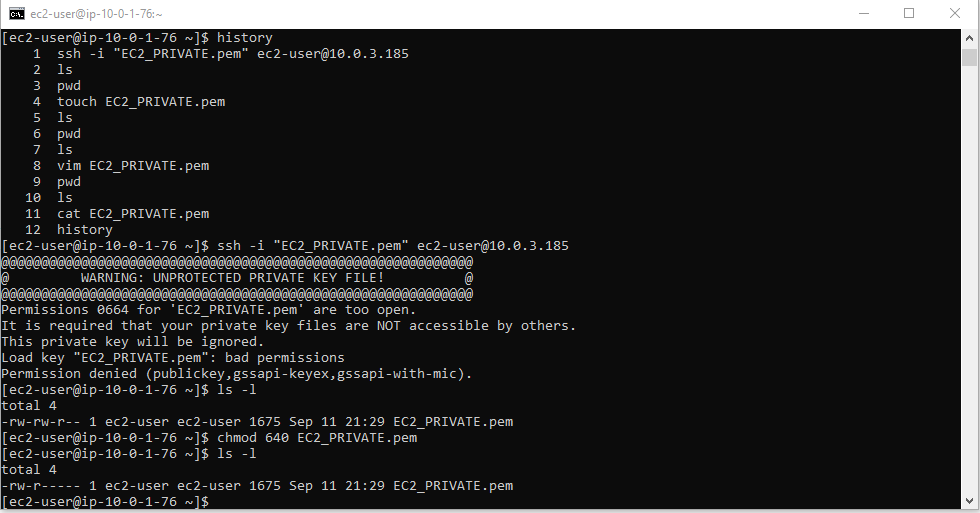 ec2-user@ip-10-0-1-76:~
[ec2-user@ip-10-0-1-76 ~]$ history
1 ssh -i "EC2_PRIVATE.pem" ec2-user@10.0.3.185
2 ls
3 pwd
4 touch EC2_PRIVATE.pem
5 ls
6 pwd
7 ls
8 vim EC2_PRIVATE.pem
9 pwd
10 ls
11 cat EC2_PRIVATE.pem
12 history
[ec2-user@ip-10-0-1-76 ~]$ ssh -i "EC2_PRIVATE.pem" ec2-user@10.0.3.185
@@@@@@@@@@@@@@@@@@@@@@@@@@@@@@@@@@@@@@@@@@@@@@@@@@@@@@@@@@@
@         WARNING: UNPROTECTED PRIVATE KEY FILE!          @
@@@@@@@@@@@@@@@@@@@@@@@@@@@@@@@@@@@@@@@@@@@@@@@@@@@@@@@@@@@
Permissions 0664 for 'EC2_PRIVATE.pem' are too open.
It is required that your private key files are NOT accessible by others.
This private key will be ignored.
Load key "EC2_PRIVATE.pem": bad permissions
Permission denied (publickey,gssapi-keyex,gssapi-with-mic).
[ec2-user@ip-10-0-1-76 ~]$ ls -l
total 4
-rw-rw-r-- 1 ec2-user ec2-user 1675 Sep 11 21:29 EC2_PRIVATE.pem
[ec2-user@ip-10-0-1-76 ~]$ chmod 640 EC2_PRIVATE.pem
[ec2-user@ip-10-0-1-76 ~]$ ls -l
total 4
-rw-r----- 1 ec2-user ec2-user 1675 Sep 11 21:29 EC2_PRIVATE.pem
[ec2-user@ip-10-0-1-76 ~]$